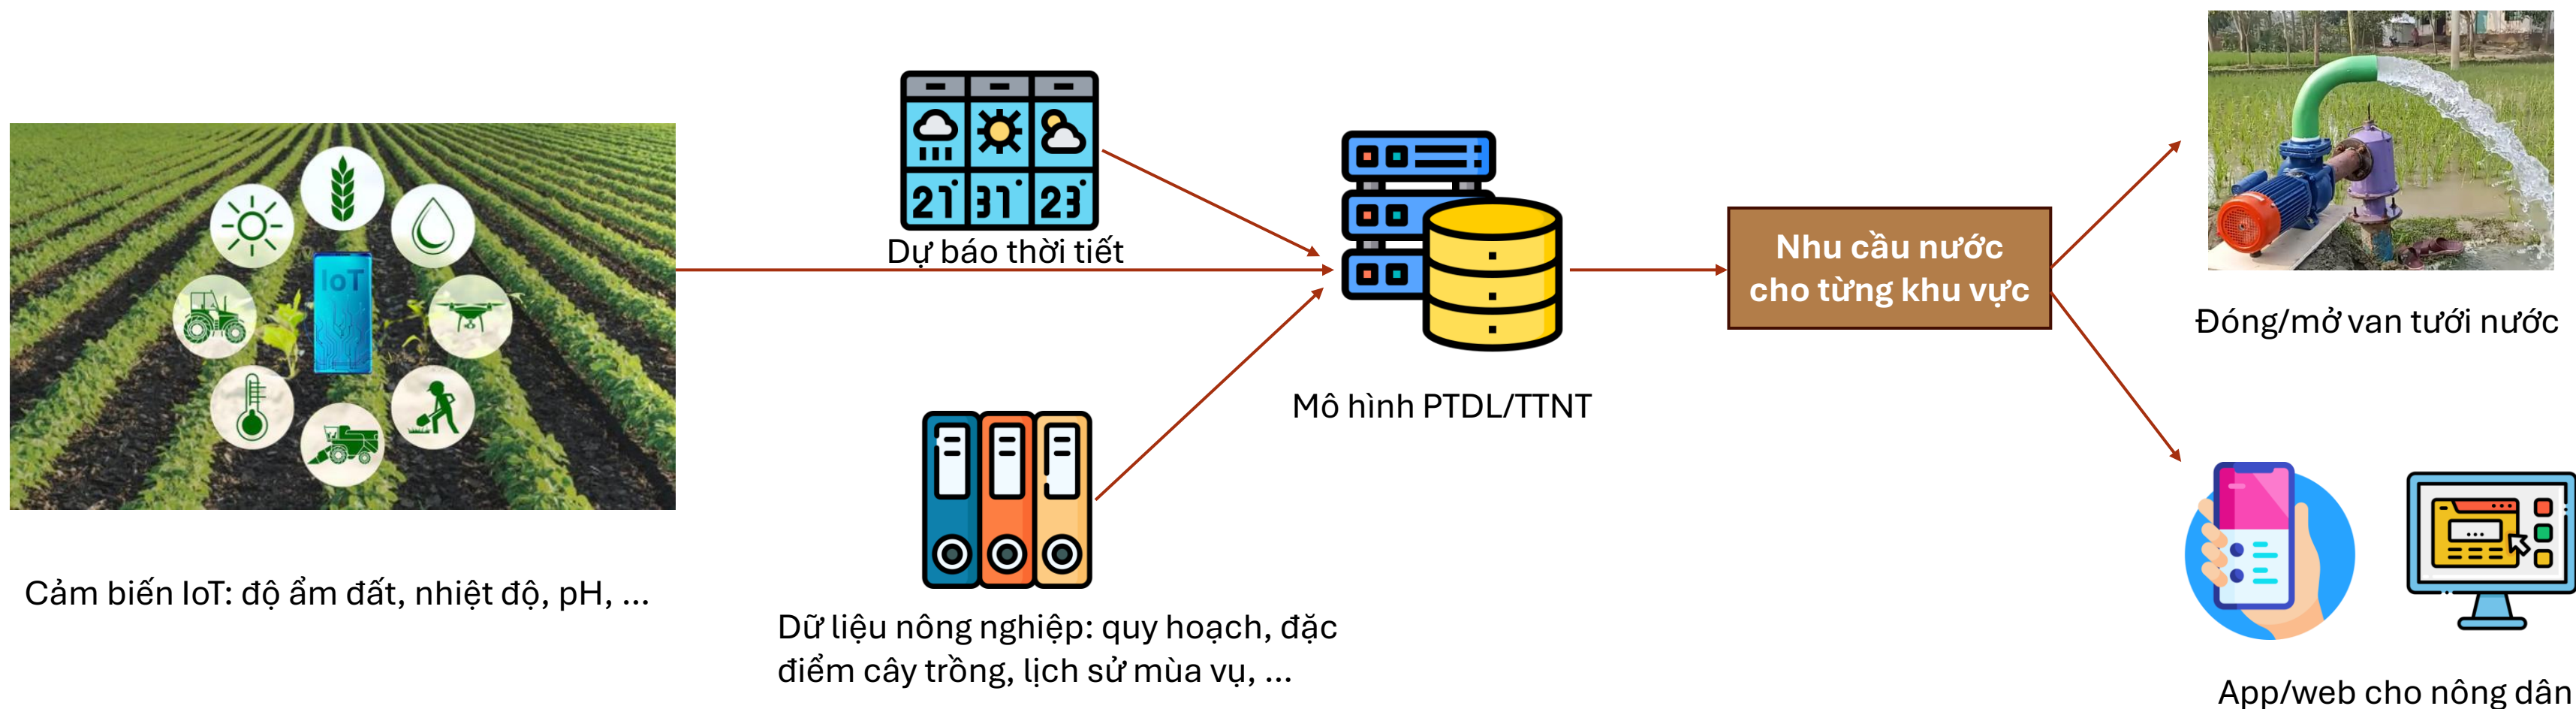 IoT
Cảm biến IoT: độ ẩm đất, nhiệt độ, pH, ...
21° 31° 23°
Dự báo thời tiết
Dữ liệu nông nghiệp: quy hoạch, đặc
điểm cây trồng, lịch sử mùa vụ, ...
Mô hình PTDL/TTNT
Nhu cầu nước
cho từng khu vực
Đóng/mở van tưới nước
App/web cho nông dân